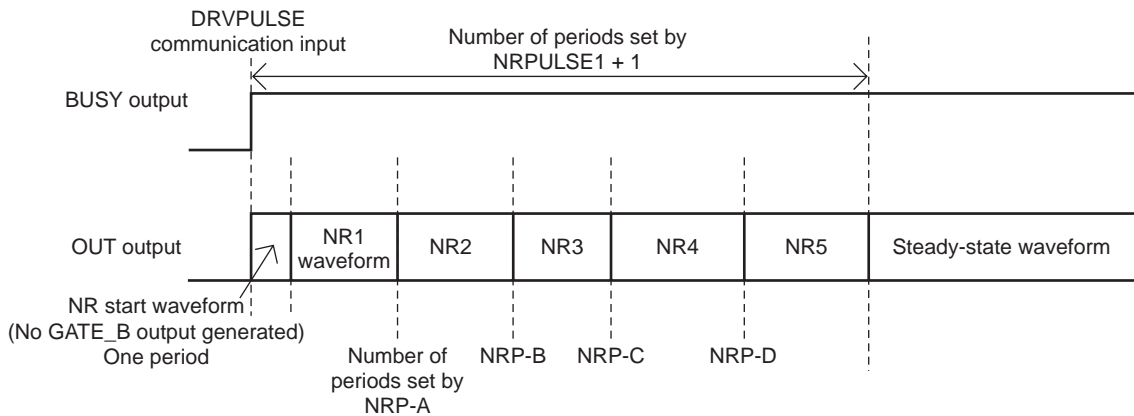 DRVPULSE
communication input
Number of periods set by
NRPULSE1 + 1
BUSY output
OUT output
NR1
waveform
NR2
NR3
NR4
NR5
Steady-state waveform
NR start waveform
(No GATE_B output generated)
One period
Number of
periods set by
NRP-A
NRP-B
NRP-C
NRP-D